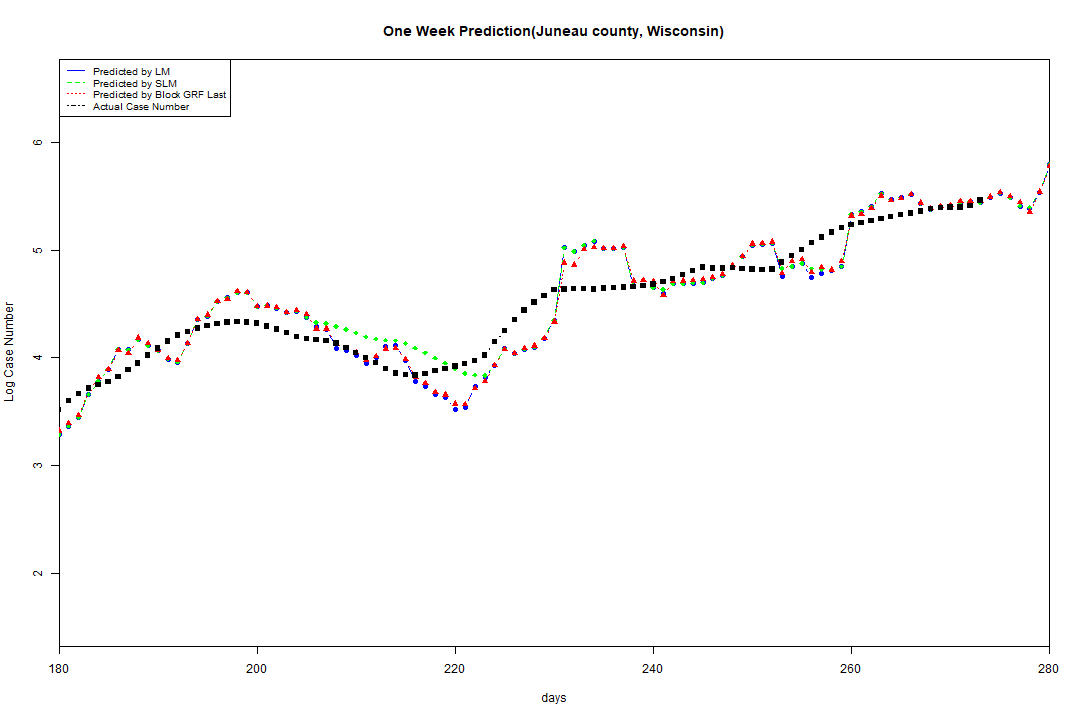 One Week Prediction(Juneau county, Wisconsin)
Predicted by LM
Predicted by SLM
Predicted by Block GRF Last
Actual Case Number
6
5
4
3
2
Log Case Number
180 200 220 240 260 280
days